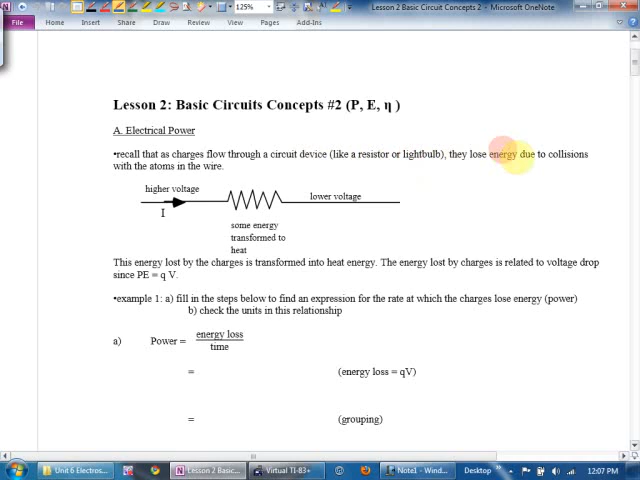 Lesson 2 Basic Circuit Concepts 2 - Microsoft OneNote
125%
File Home Insert Share Draw Review View Pages Add-Ins
Lesson 2: Basic Circuits Concepts #2 (P, E, η )
A. Electrical Power
•recall that as charges flow through a circuit device (like a resistor or lightbulb), they lose energy due to collisions
with the atoms in the wire.
higher voltage
lower voltage
I
some energy
transformed to
heat
This energy lost by the charges is transformed into heat energy. The energy lost by charges is related to voltage drop
since PE = q V.
•example 1: a) fill in the steps below to find an expression for the rate at which the charges lose energy (power)
b) check the units in this relationship
a) Power = energy loss
time
= (energy loss = qV)
= (grouping)
Unit 6 Electros... Lesson 2 Basic... Virtual TI-83+ Note1 - Wind... Desktop 12:07 PM